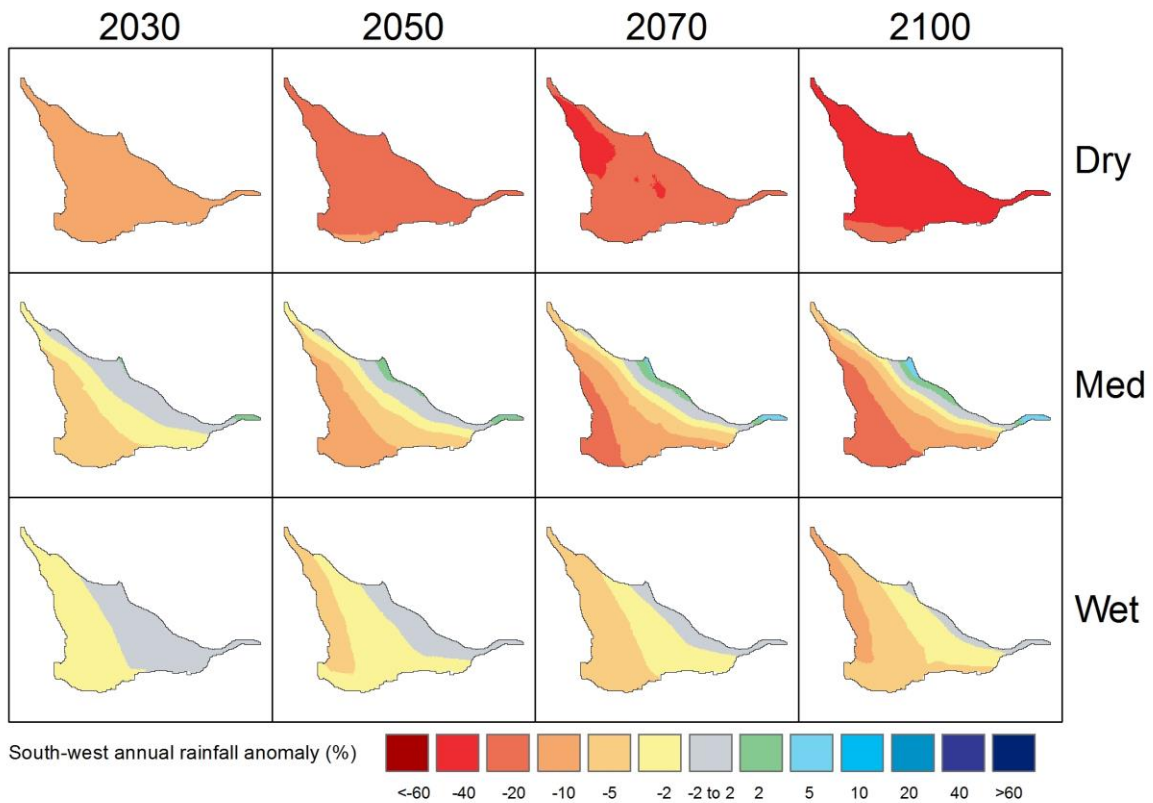 2030 2050 2070 2100
Dry
Med
Wet
South-west annual rainfall anomaly (%)
<-60 -40 -20 -10 -5 -2 -2 to 2 2 5 10 20 40 >60